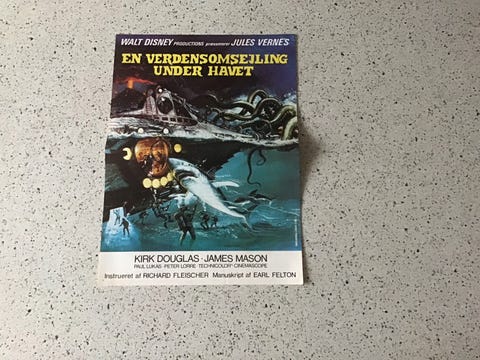 WALT DISNEY PRODUCTIONS præsenterer JULES VERNE'S
EN VERDENSOMSEJLING
UNDER HAVET
KIRK DOUGLAS · JAMES MASON
PAUL LUKAS · PETER LORRE · TECHNICOLOR® CINEMASCOPE
Instrueret af RICHARD FLEISCHER Manuskript af EARL FELTON